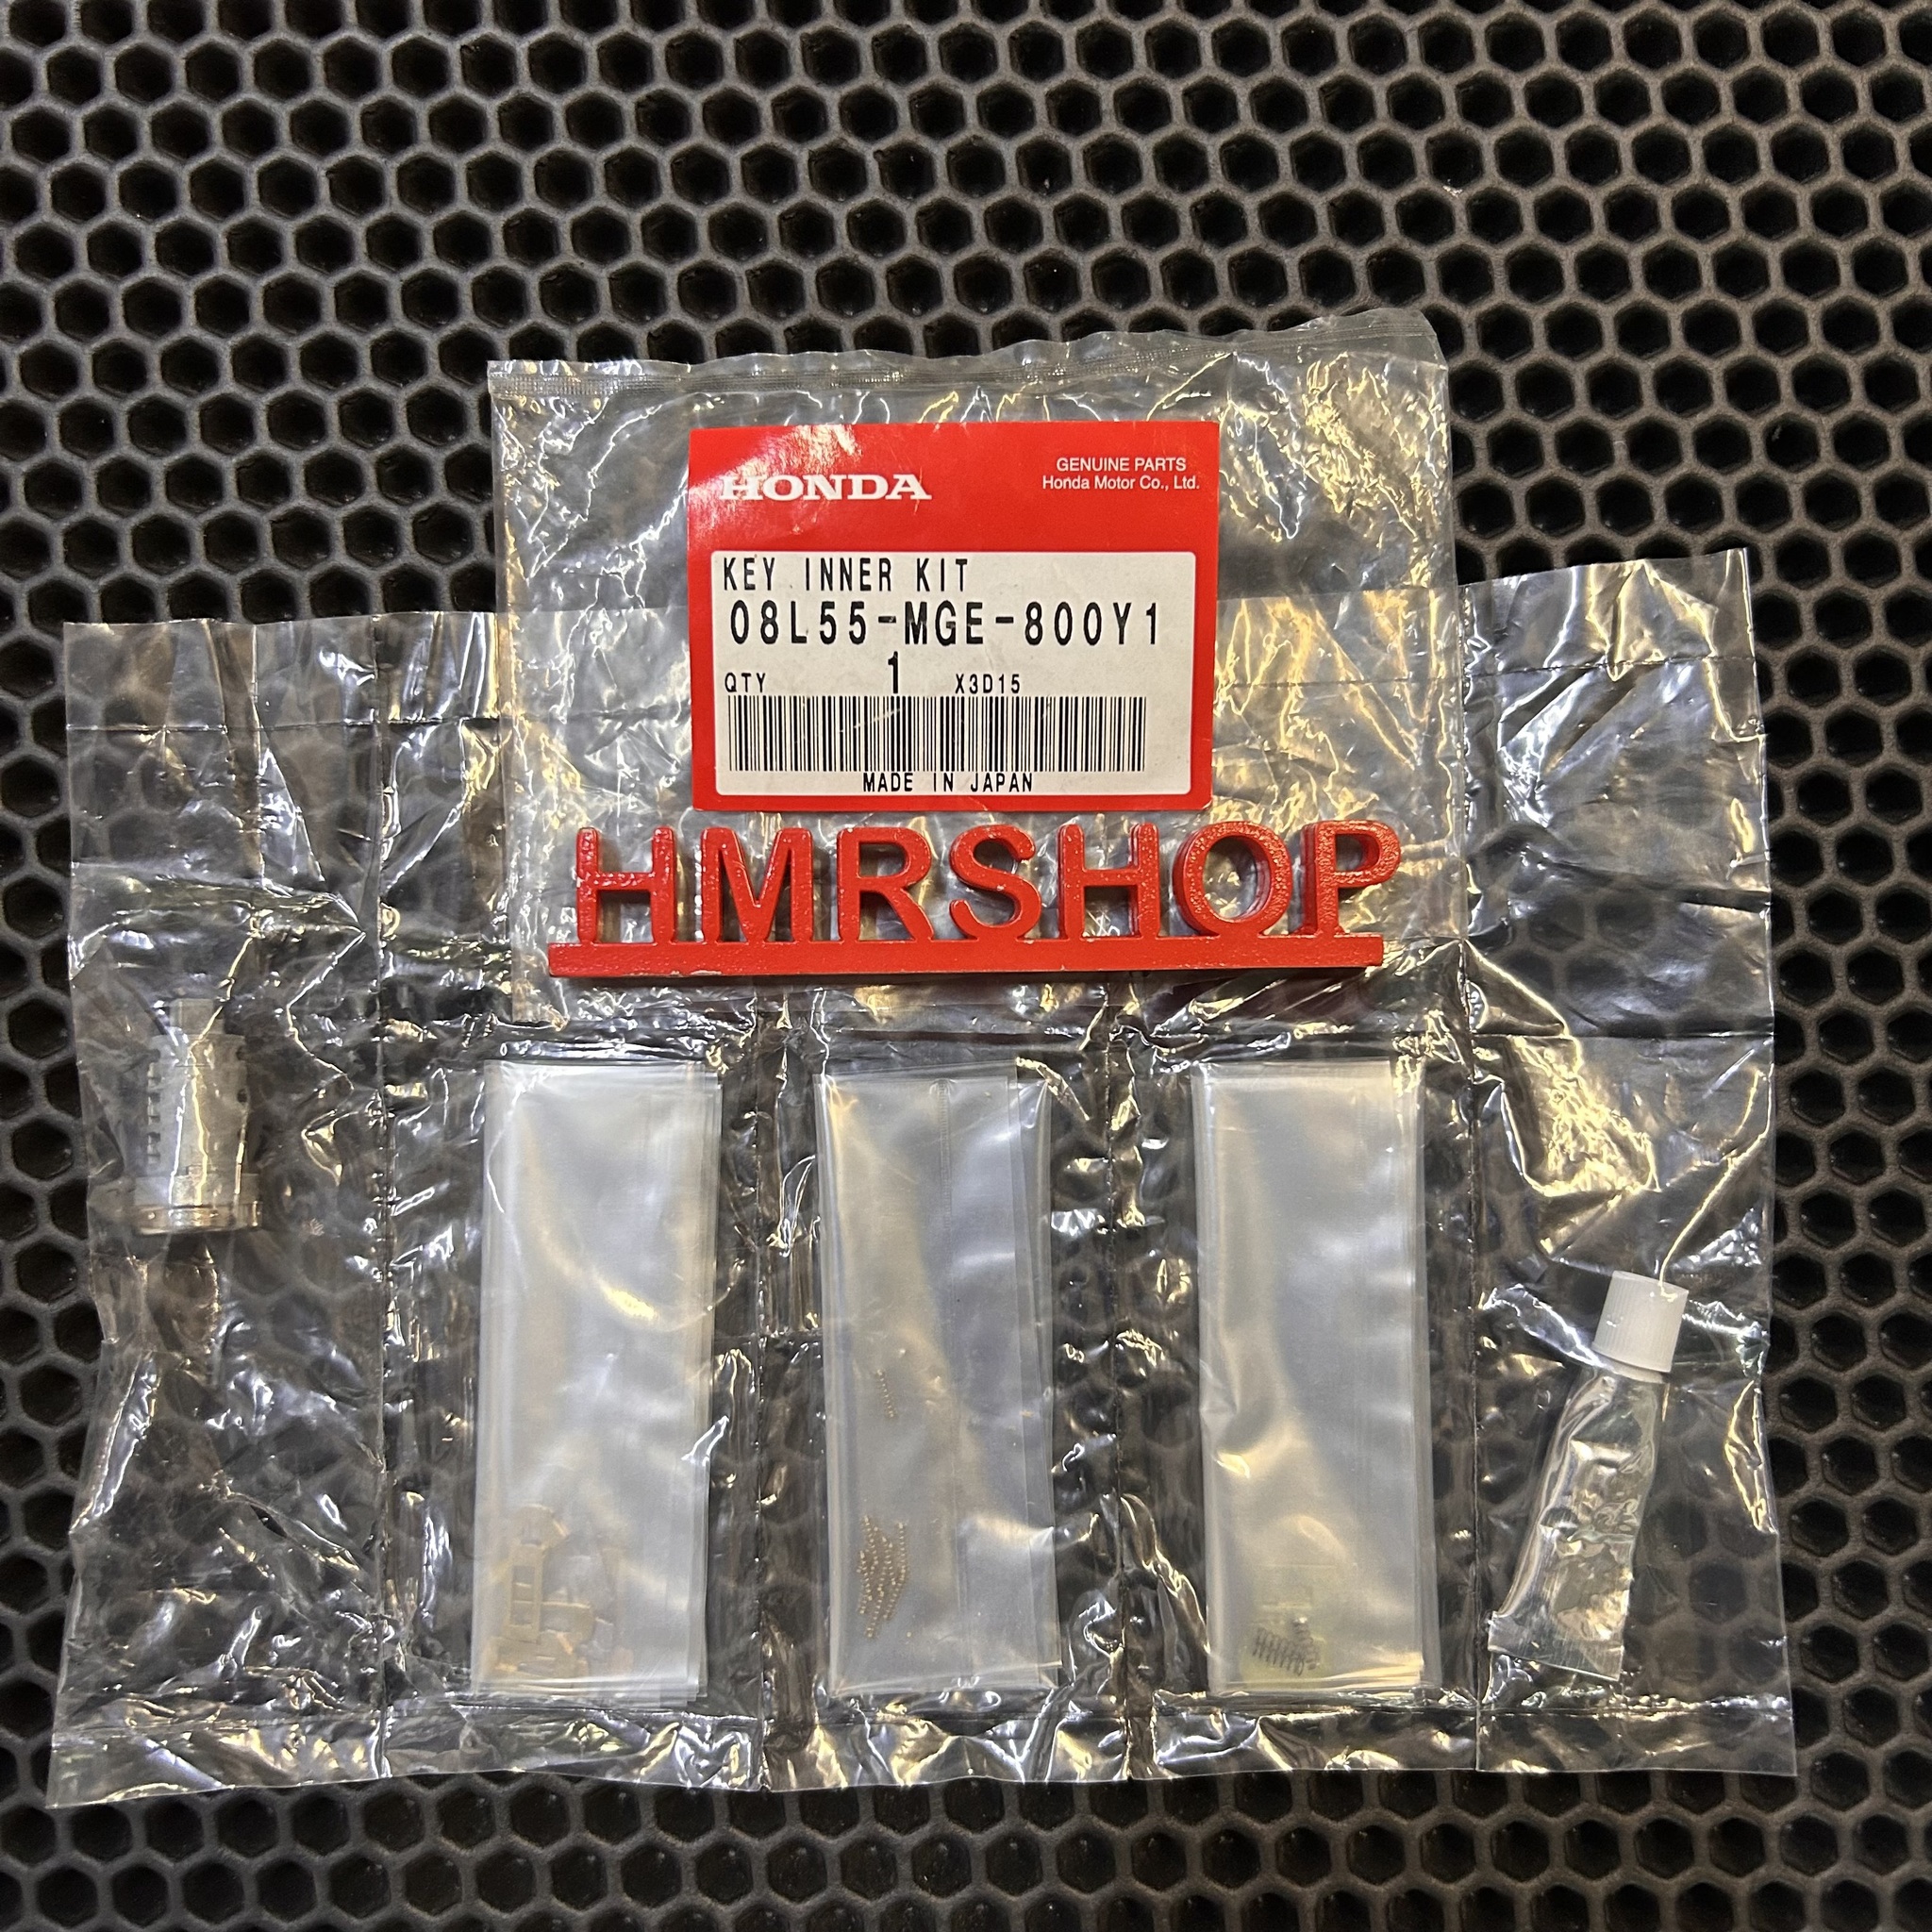 HONDA
GENUINE PARTS
Honda Motor Co., Ltd.
KEY INNER KIT
08L55-MGE-800Y1
QTY 1 X3D15
MADE IN JAPAN
HMRSHOP